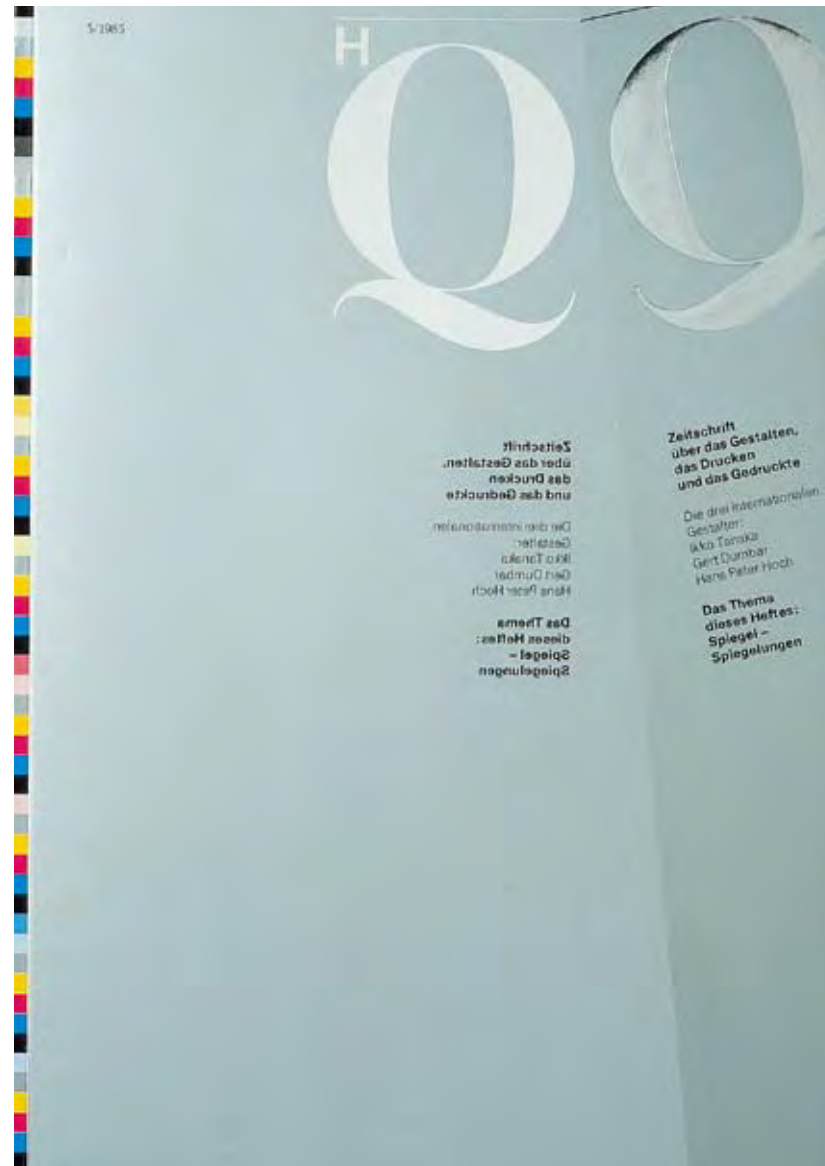 5/1985
H
Q
Q
Zeitschrift
über das Gestalten,
das Drucken
und das Gedruckte
Die drei internationalen
Gestalter:
Ikko Tanaka
Gert Dumbar
Hans Peter Hoch
Das Thema
dieses Heftes:
Spiegel –
Spiegelungen
Zeitschrift
über das Gestalten,
das Drucken
und das Gedruckte
Die drei internationalen
Gestalter:
Ikko Tanaka
Gert Dumbar
Hans Peter Hoch
Das Thema
dieses Heftes:
Spiegel –
Spiegelungen